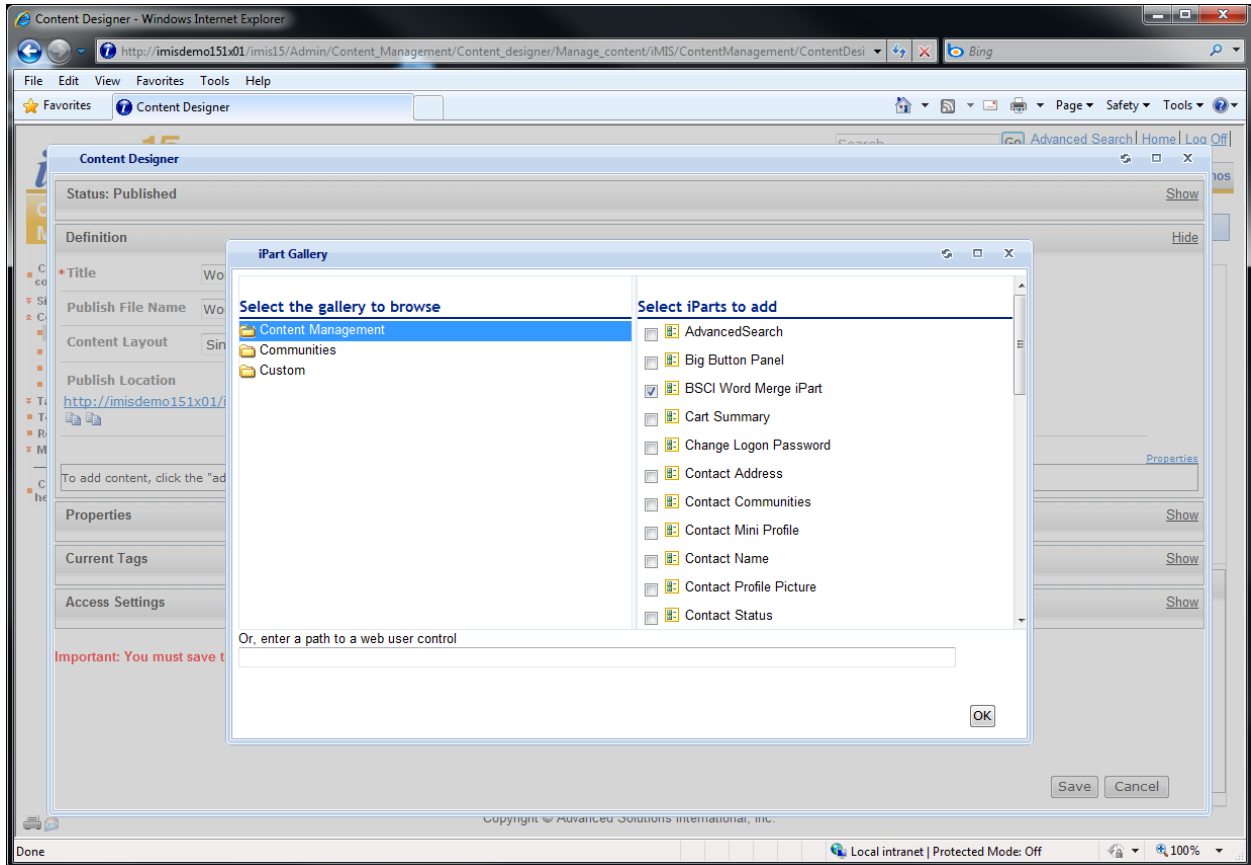 Content Designer - Windows Internet Explorer
http://imisdemo151x01/imis15/Admin/Content_Management/Content_designer/Manage_content/iMIS/ContentManagement/ContentDesi
Bing
File Edit View Favorites Tools Help
Favorites Content Designer Page Safety Tools
15
Search Go Advanced Search Home Log Off
Content Designer
Status: Published Show
Definition Hide
iPart Gallery
*Title Wo
Publish File Name Wo
Content Layout Sin
Publish Location
http://imisdemo151x01/i
Select the gallery to browse
Content Management
Communities
Custom
Select iParts to add
AdvancedSearch
Big Button Panel
BSCI Word Merge iPart
Cart Summary
Change Logon Password
Contact Address
Contact Communities
Contact Mini Profile
Contact Name
Contact Profile Picture
Contact Status
Properties
To add content, click the "ad
Properties Show
Current Tags Show
Access Settings Show
Or, enter a path to a web user control
Important: You must save t
OK
Save Cancel
Copyright © Advanced Solutions International, Inc.
Done Local intranet | Protected Mode: Off 100%